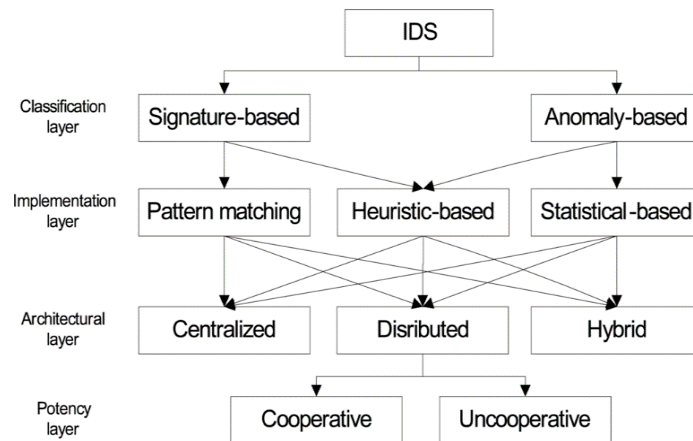 IDS
Classification
layer
Signature-based
Anomaly-based
Implementation
layer
Pattern matching
Heuristic-based
Statistical-based
Architectural
layer
Centralized
Disributed
Hybrid
Potency
layer
Cooperative
Uncooperative